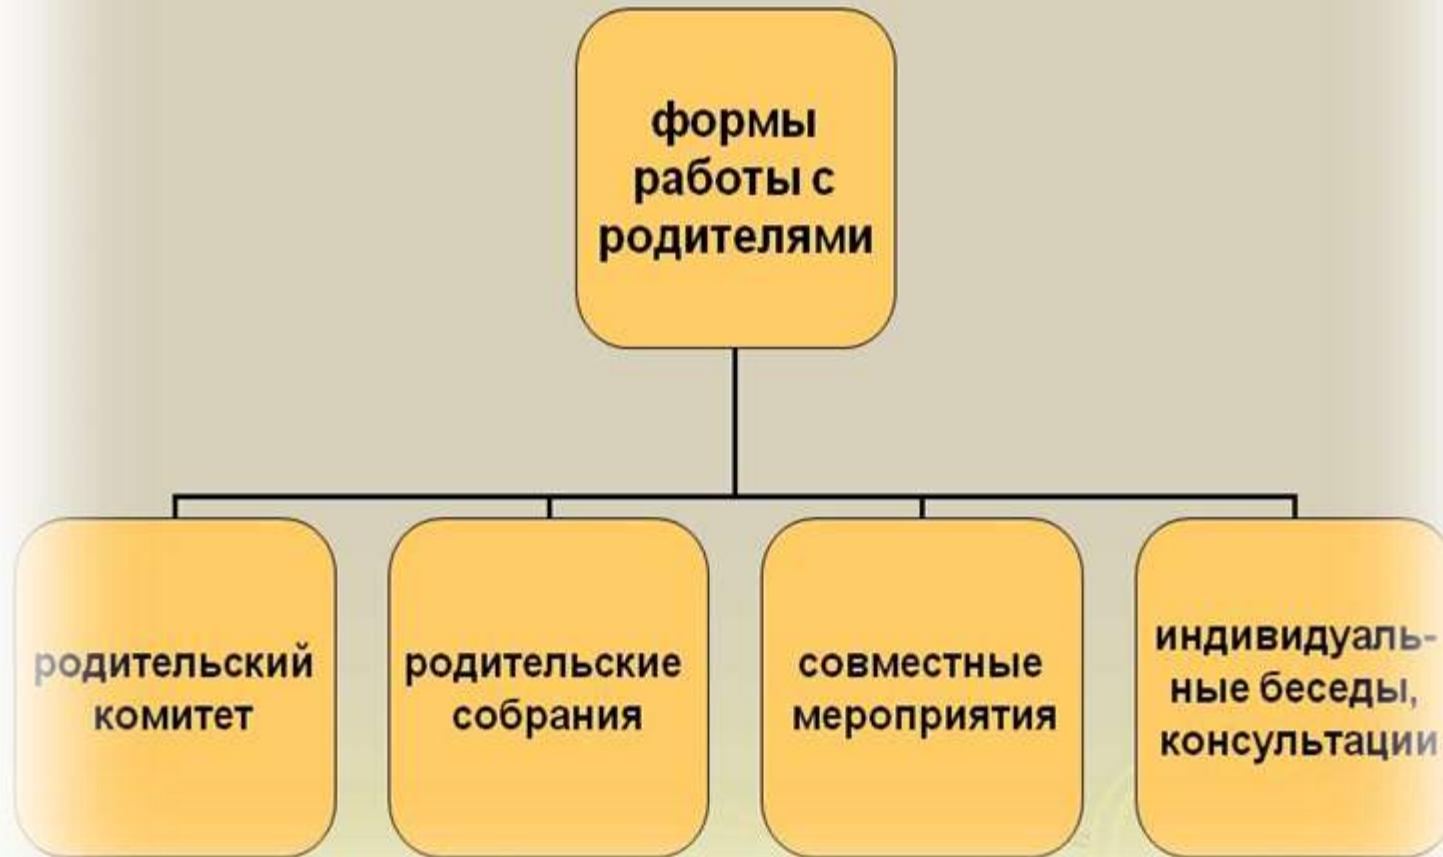 формы
работы с
родителями
родительский
комитет
родительские
собрания
совместные
мероприятия
индивидуаль-
ные беседы,
консультации